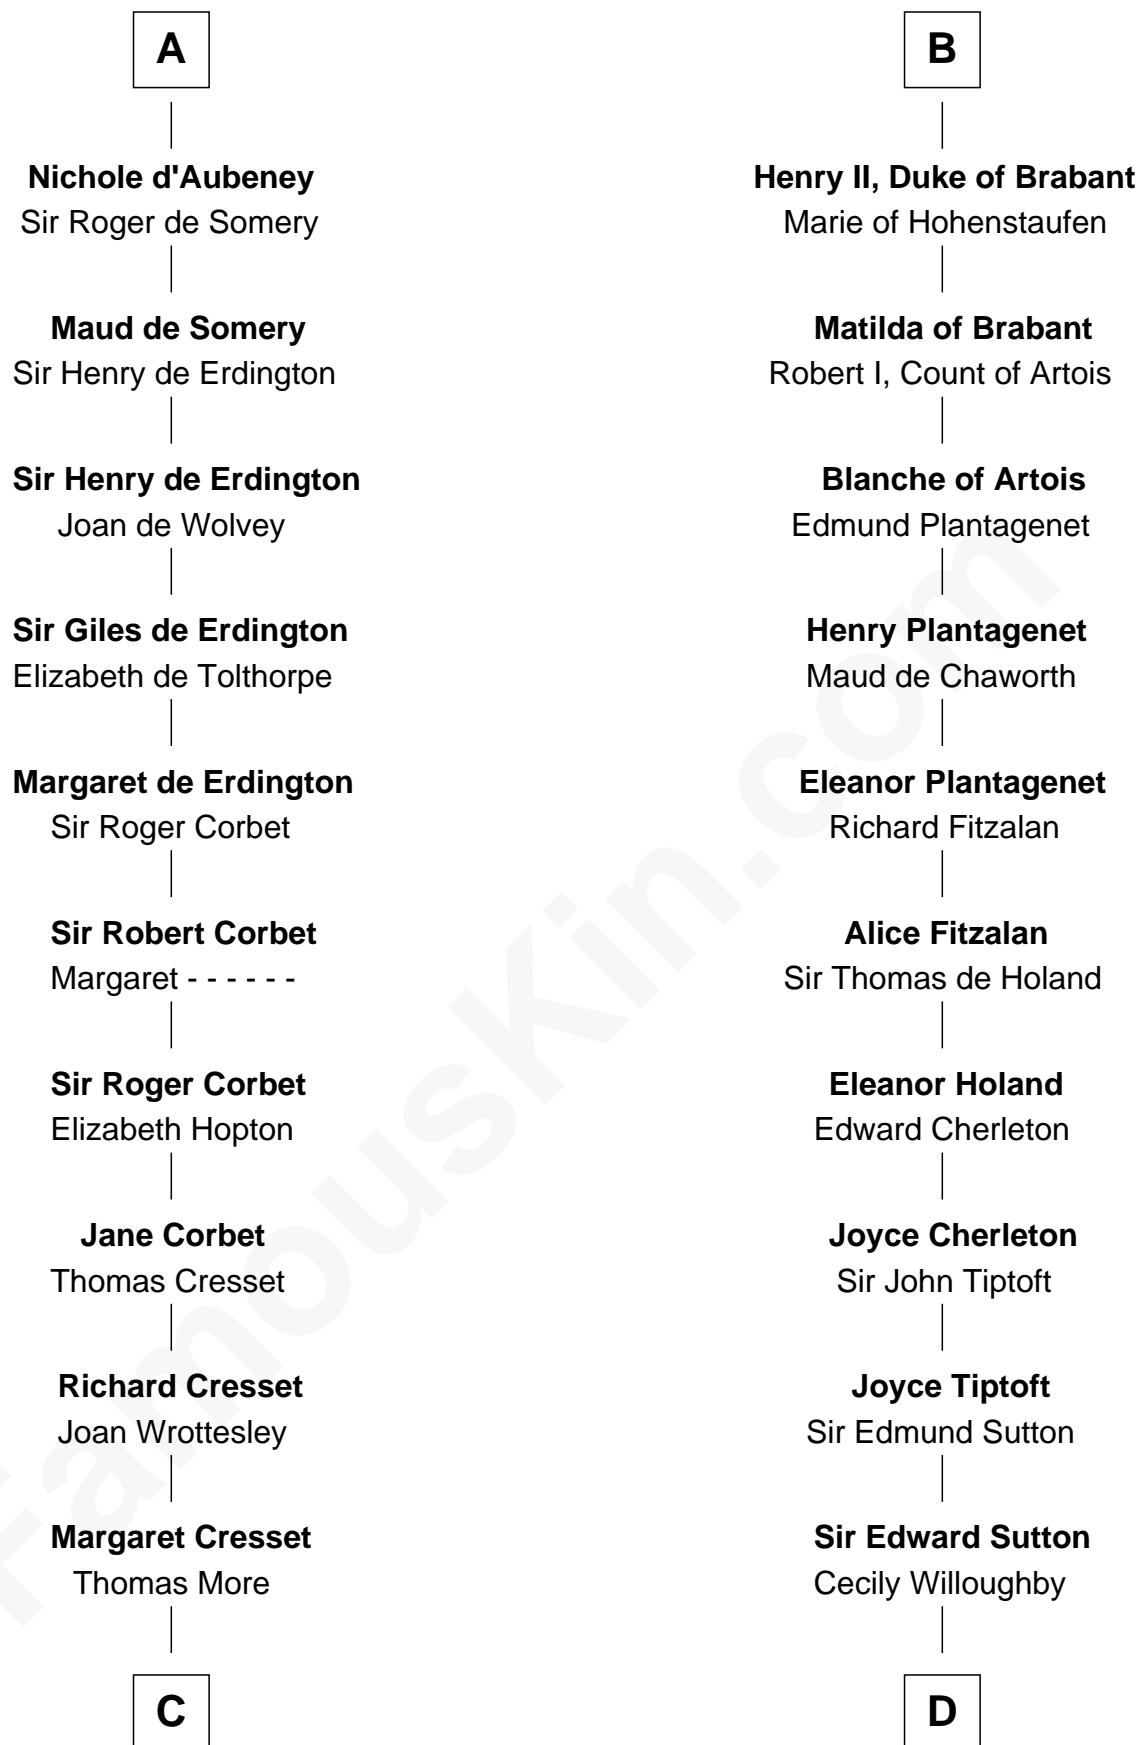 A
Nichole d'Aubeney
Sir Roger de Somery
Maud de Somery
Sir Henry de Erdington
Sir Henry de Erdington
Joan de Wolvey
Sir Giles de Erdington
Elizabeth de Tolthorpe
Margaret de Erdington
Sir Roger Corbet
Sir Robert Corbet
Margaret - - - - - -
Sir Roger Corbet
Elizabeth Hopton
Jane Corbet
Thomas Cresset
Richard Cresset
Joan Wrottesley
Margaret Cresset
Thomas More
C
B
Henry II, Duke of Brabant
Marie of Hohenstaufen
Matilda of Brabant
Robert I, Count of Artois
Blanche of Artois
Edmund Plantagenet
Henry Plantagenet
Maud de Chaworth
Eleanor Plantagenet
Richard Fitzalan
Alice Fitzalan
Sir Thomas de Holand
Eleanor Holand
Edward Cherleton
Joyce Cherleton
Sir John Tiptoft
Joyce Tiptoft
Sir Edmund Sutton
Sir Edward Sutton
Cecily Willoughby
D
FamousKin.com